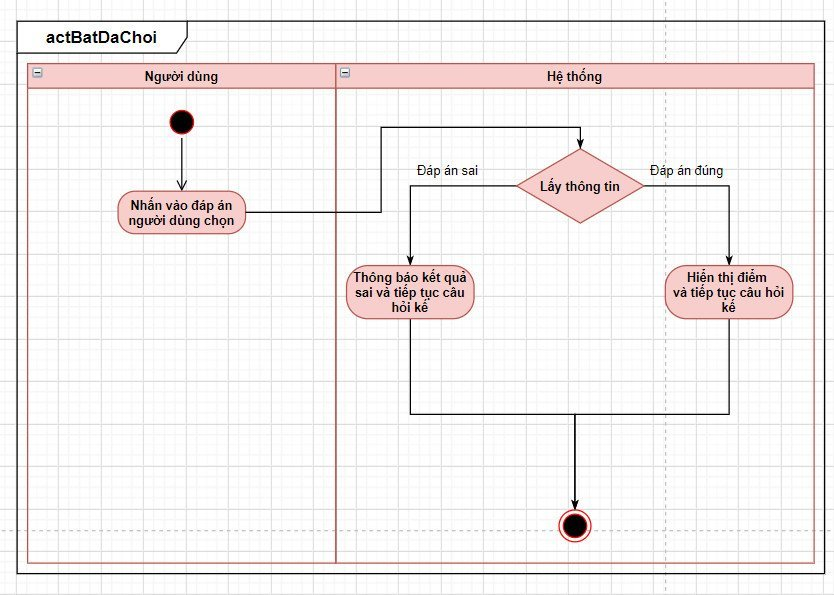 actBatDaChoi
Người dùng
Hệ thống
Nhấn vào đáp án
người dùng chọn
Đáp án sai
Lấy thông tin
Đáp án đúng
Thông báo kết quả
sai và tiếp tục câu
hỏi kế
Hiển thị điểm
và tiếp tục câu hỏi
kế